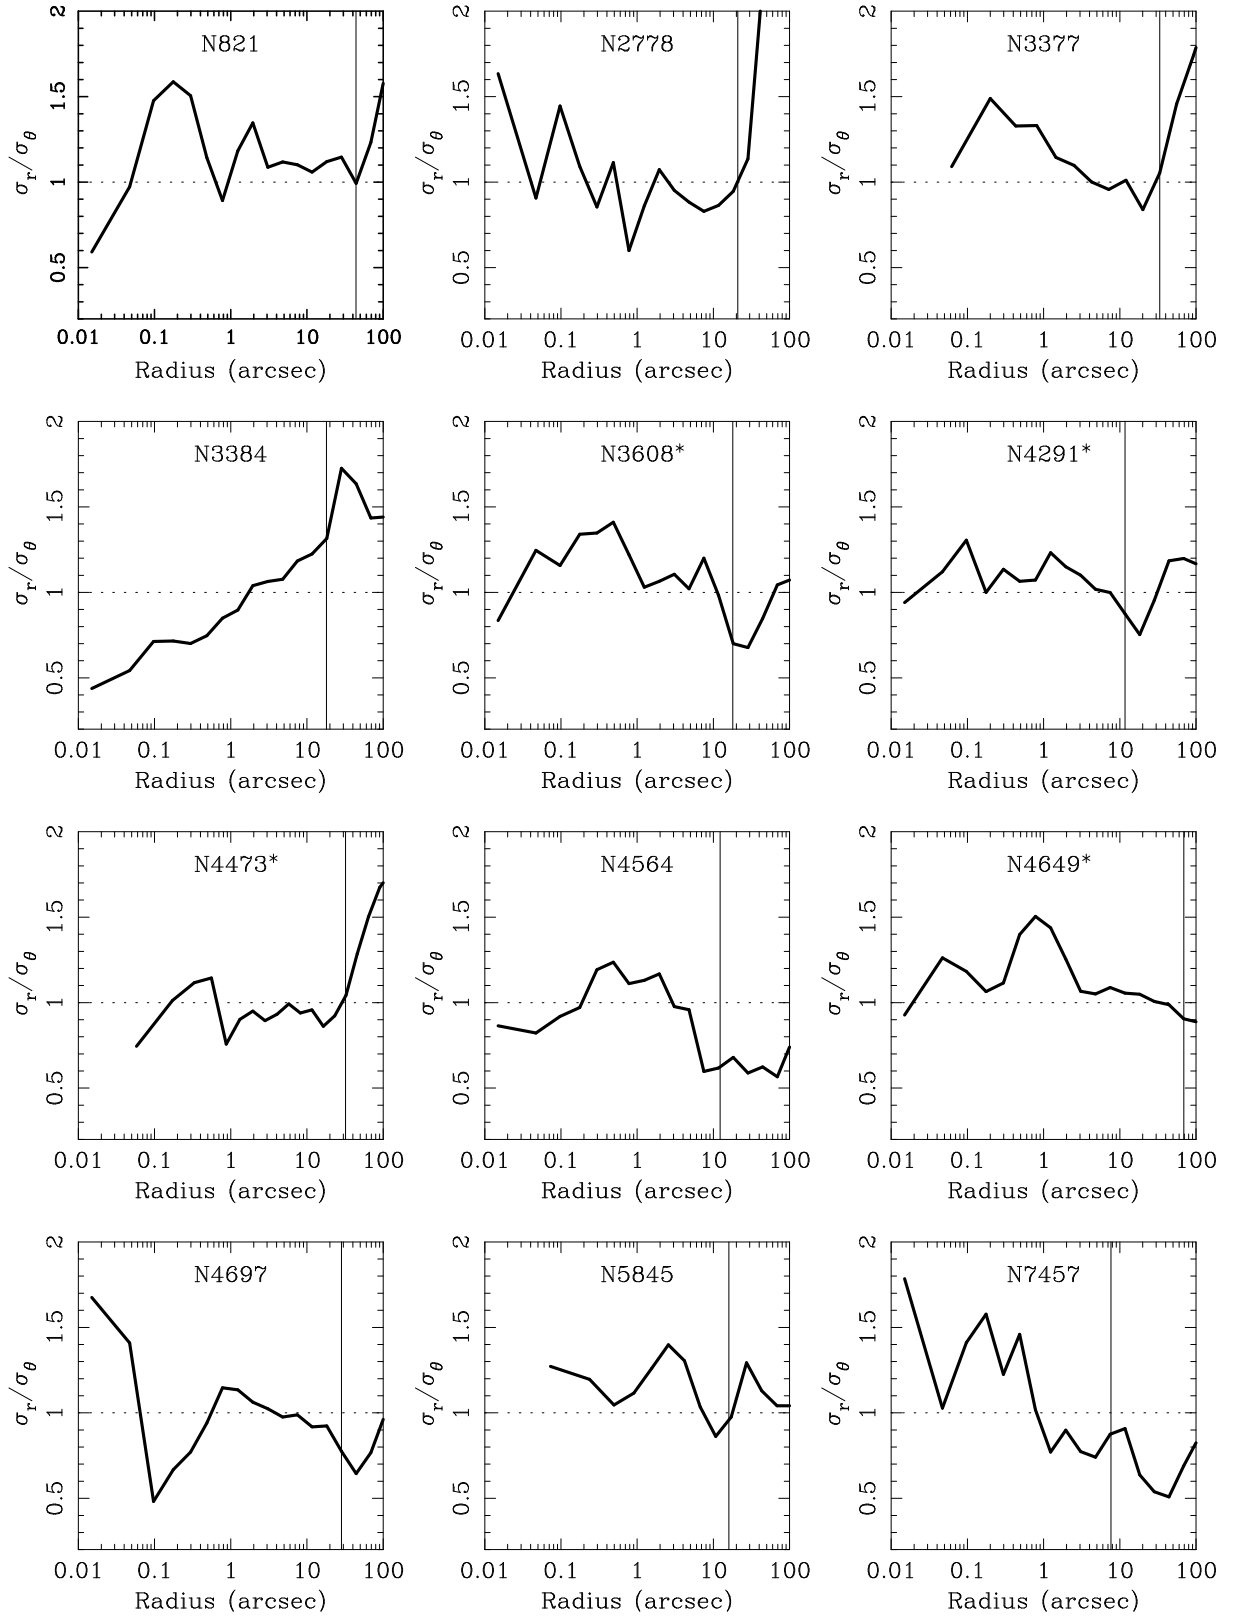 N821 N2778 N3377
2 2 2
1.5 1.5 1.5
σr/σθ σr/σθ σr/σθ
1 1 1
0.5 0.5 0.5
0.01 0.1 1 10 100 0.01 0.1 1 10 100 0.01 0.1 1 10 100
Radius (arcsec) Radius (arcsec) Radius (arcsec)
N3384 N3608* N4291*
2 2 2
1.5 1.5 1.5
σr/σθ σr/σθ σr/σθ
1 1 1
0.5 0.5 0.5
0.01 0.1 1 10 100 0.01 0.1 1 10 100 0.01 0.1 1 10 100
Radius (arcsec) Radius (arcsec) Radius (arcsec)
N4473* N4564 N4649*
2 2 2
1.5 1.5 1.5
σr/σθ σr/σθ σr/σθ
1 1 1
0.5 0.5 0.5
0.01 0.1 1 10 100 0.01 0.1 1 10 100 0.01 0.1 1 10 100
Radius (arcsec) Radius (arcsec) Radius (arcsec)
N4697 N5845 N7457
2 2 2
1.5 1.5 1.5
σr/σθ σr/σθ σr/σθ
1 1 1
0.5 0.5 0.5
0.01 0.1 1 10 100 0.01 0.1 1 10 100 0.01 0.1 1 10 100
Radius (arcsec) Radius (arcsec) Radius (arcsec)